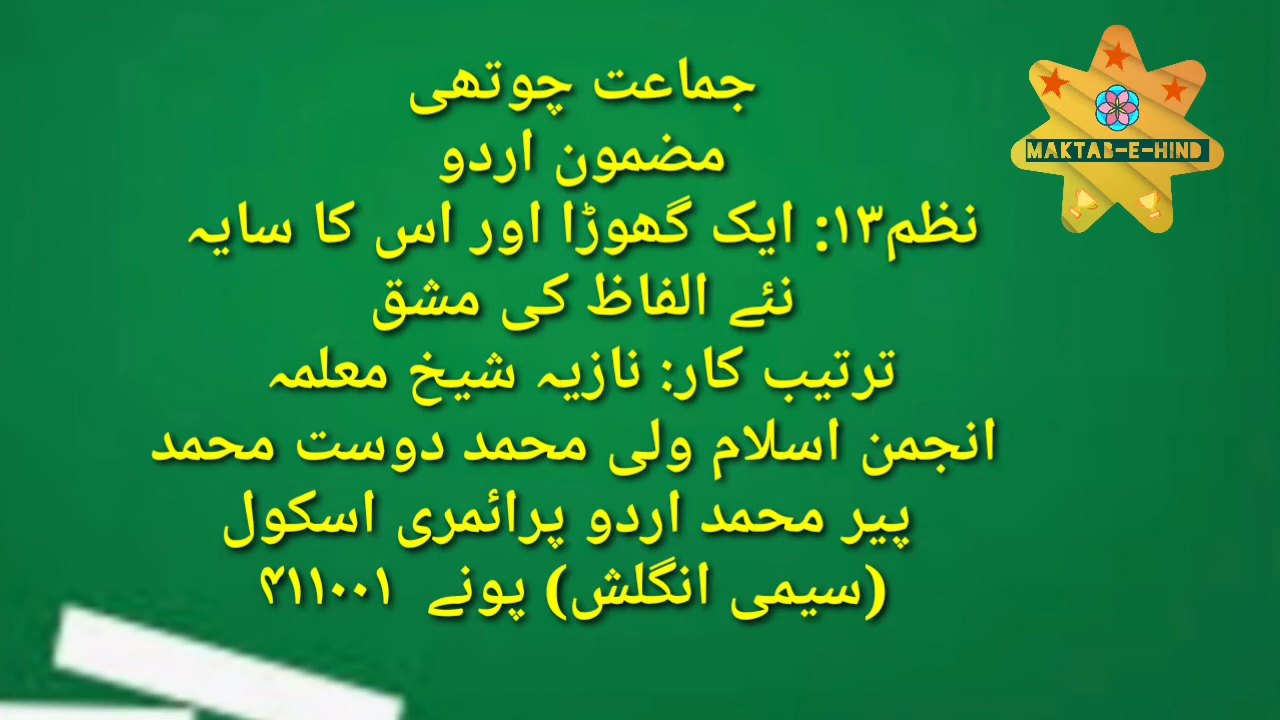 جماعت چوتھی
مضمون اردو
نظم۱۳: ایک گھوڑا اور اس کا سایہ
نئے الفاظ کی مشق
ترتیب کار: نازیہ شیخ معلمہ
انجمن اسلام ولی محمد دوست محمد
پیر محمد اردو پرائمری اسکول
(سیمی انگلش) پونے ۴۱۱۰۰۱
MAKTAB-E-HIND